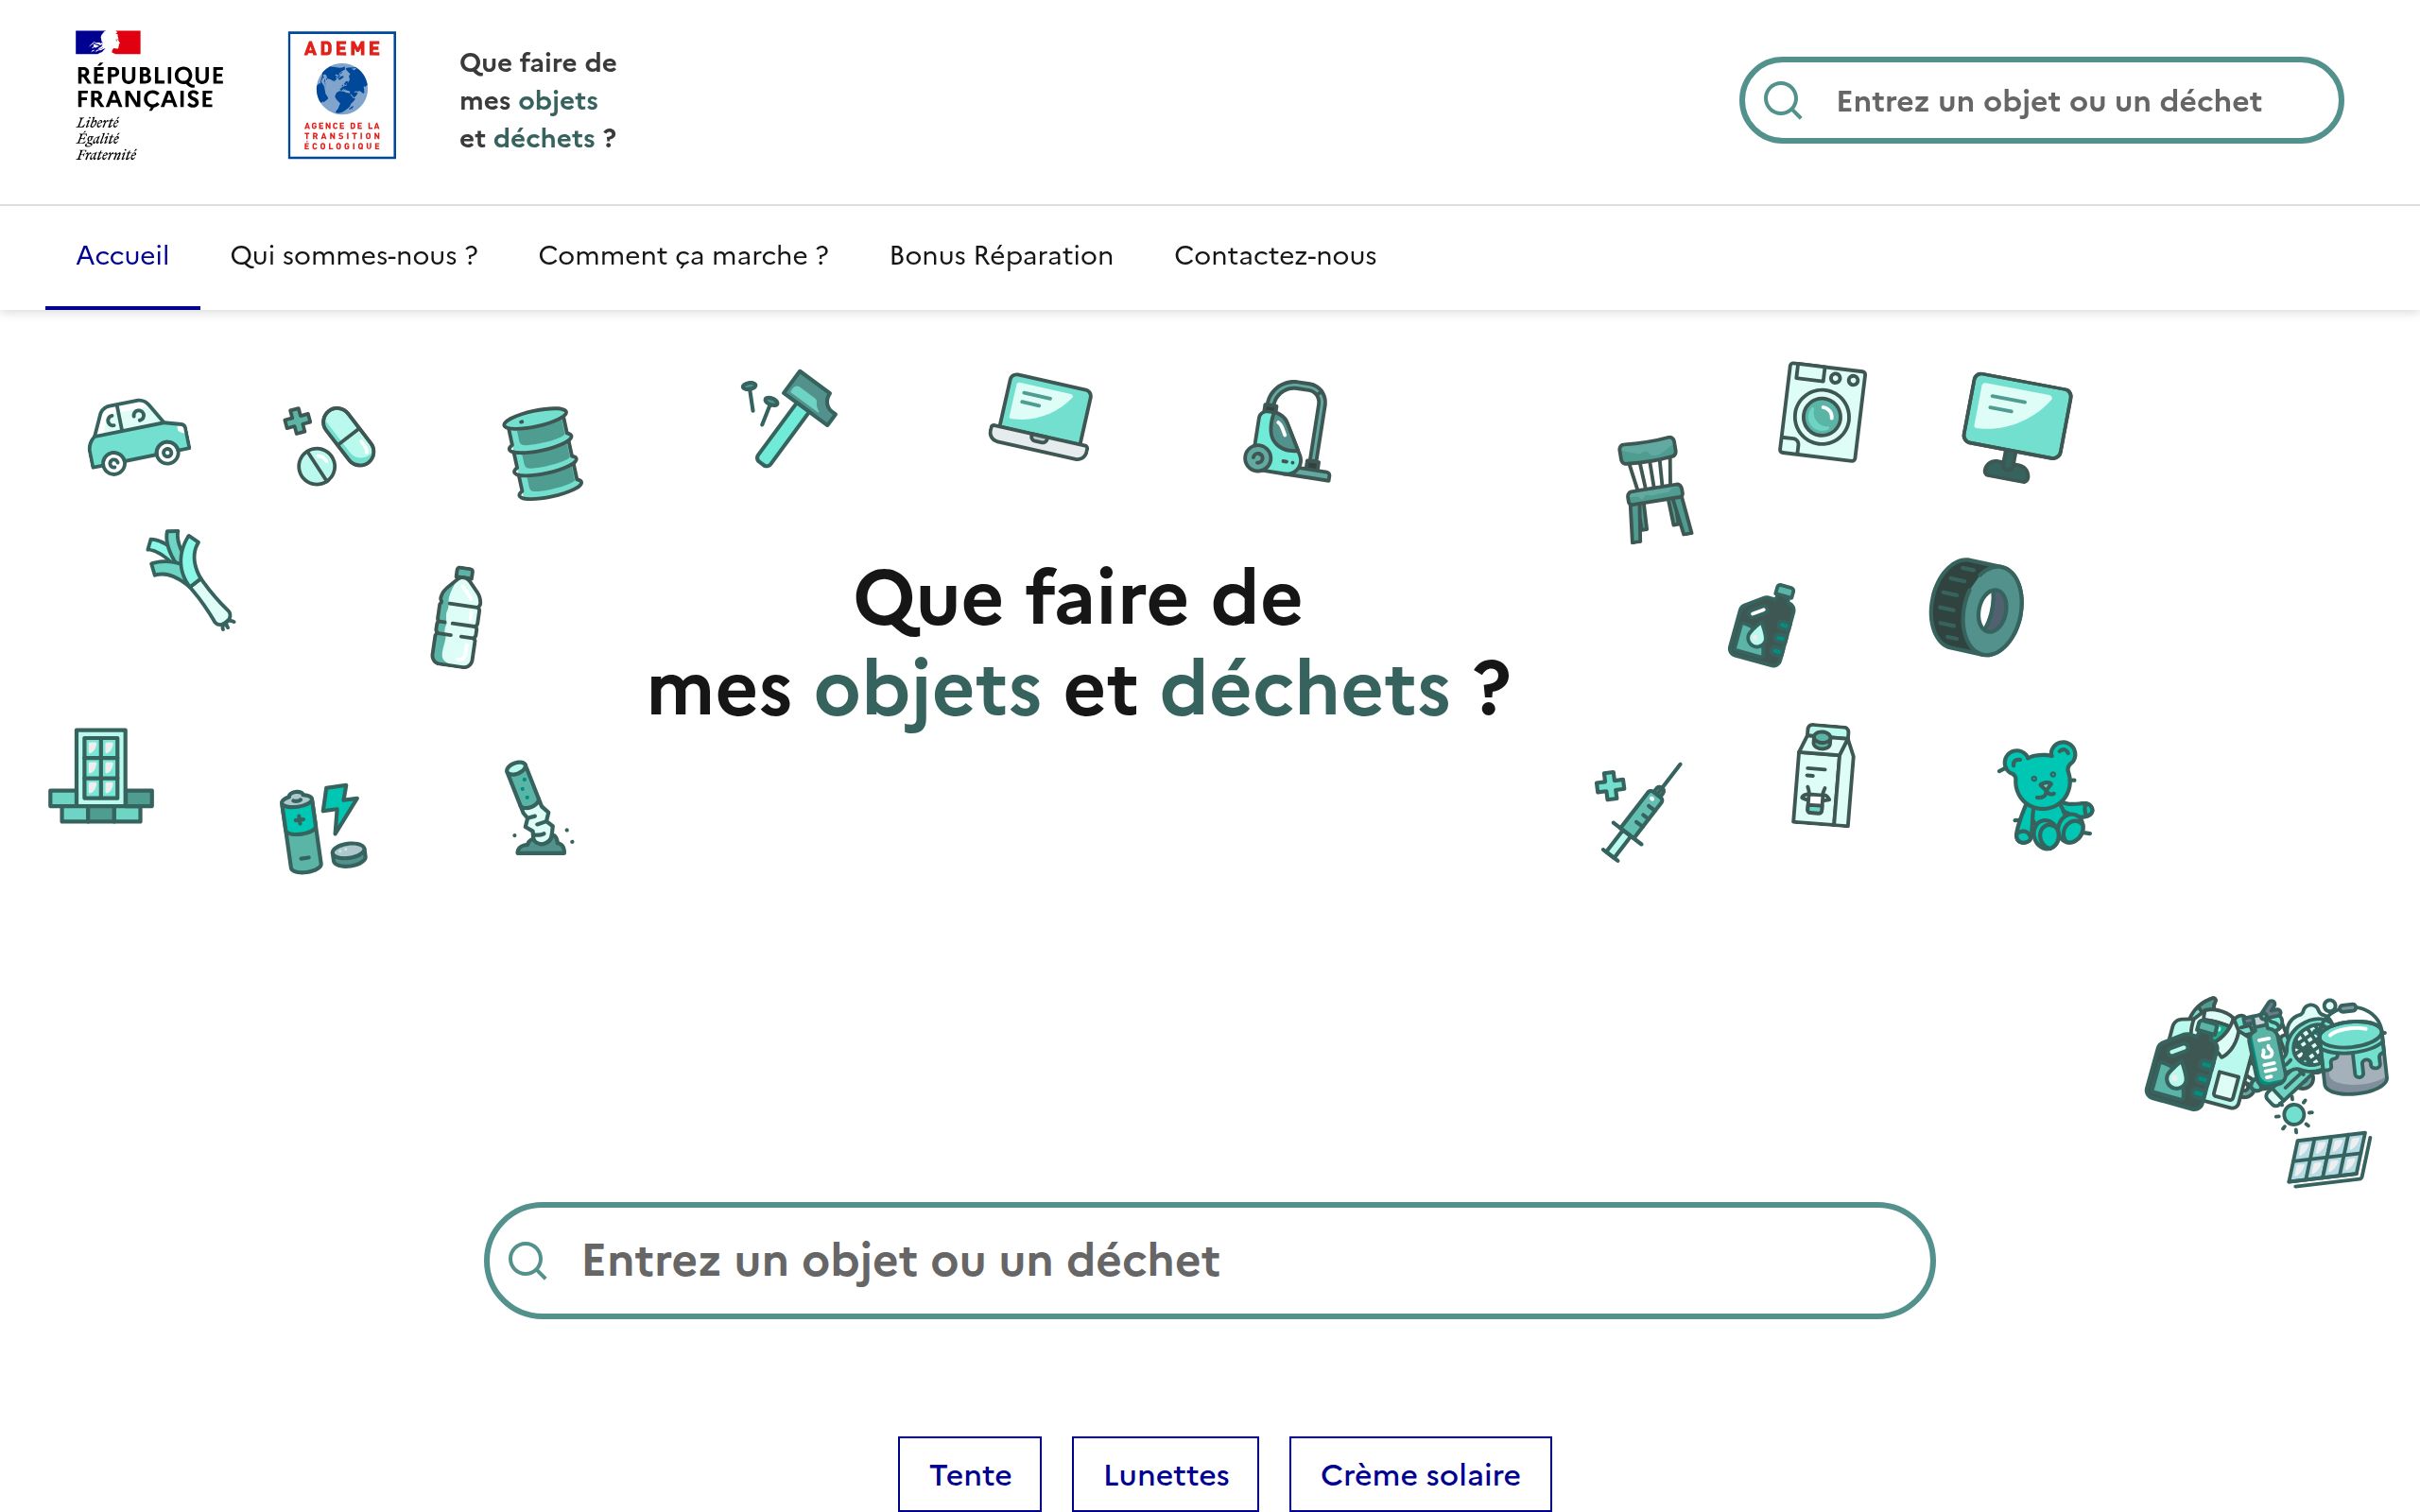 RÉPUBLIQUE
FRANÇAISE
Liberté
Égalité
Fraternité
ADEME
AGENCE DE LA
TRANSITION
ÉCOLOGIQUE
Que faire de
mes objets
et déchets ?
Entrez un objet ou un déchet
Accueil
Qui sommes-nous ?
Comment ça marche ?
Bonus Réparation
Contactez-nous
Que faire de
mes objets et déchets ?
Entrez un objet ou un déchet
Tente
Lunettes
Crème solaire